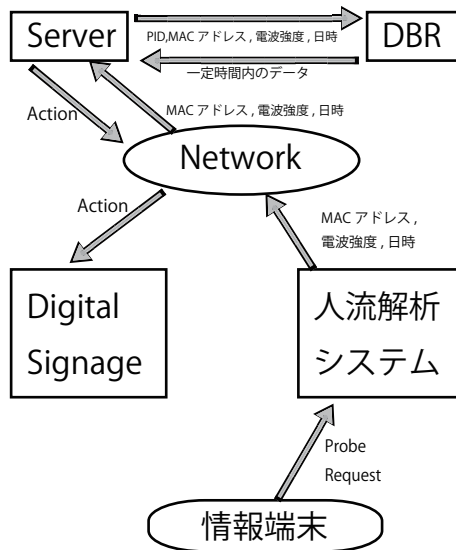 Server
PID,MAC アドレス , 電波強度 , 日時
DBR
一定時間内のデータ
Action
MAC アドレス , 電波強度 , 日時
Network
Action
MAC アドレス ,
電波強度 , 日時
Digital
Signage
人流解析
システム
Probe
Request
情報端末